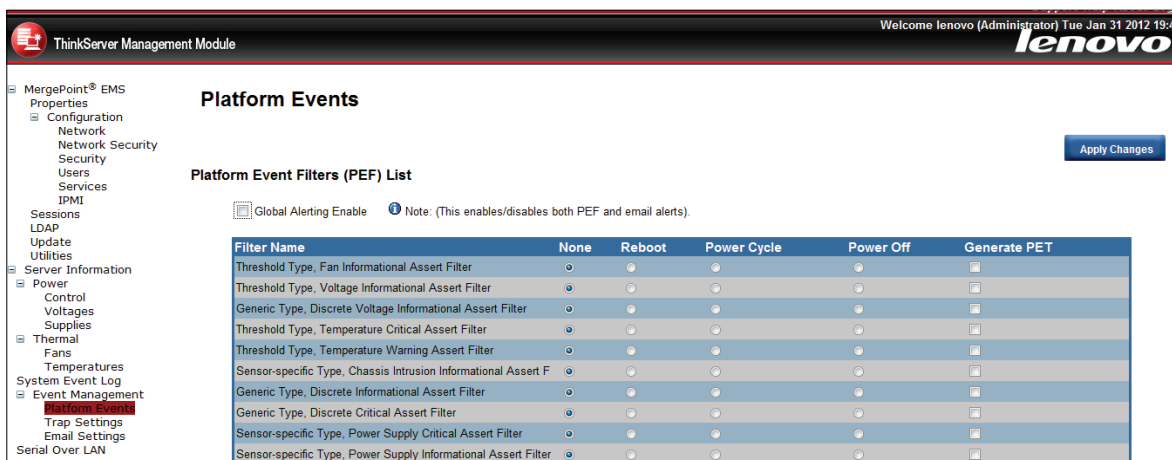 Welcome lenovo (Administrator) Tue Jan 31 2012 19:4
ThinkServer Management Module
lenovo
MergePoint® EMS
Properties
Configuration
Network
Network Security
Security
Users
Services
IPMI
Sessions
LDAP
Update
Utilities
Server Information
Power
Control
Voltages
Supplies
Thermal
Fans
Temperatures
System Event Log
Event Management
Platform Events
Trap Settings
Email Settings
Serial Over LAN
Platform Events
Apply Changes
Platform Event Filters (PEF) List
Global Alerting Enable Note: (This enables/disables both PEF and email alerts).
Filter Name None Reboot Power Cycle Power Off Generate PET
Threshold Type, Fan Informational Assert Filter
Threshold Type, Voltage Informational Assert Filter
Generic Type, Discrete Voltage Informational Assert Filter
Threshold Type, Temperature Critical Assert Filter
Threshold Type, Temperature Warning Assert Filter
Sensor-specific Type, Chassis Intrusion Informational Assert F
Generic Type, Discrete Informational Assert Filter
Generic Type, Discrete Critical Assert Filter
Sensor-specific Type, Power Supply Critical Assert Filter
Sensor-specific Type, Power Supply Informational Assert Filter